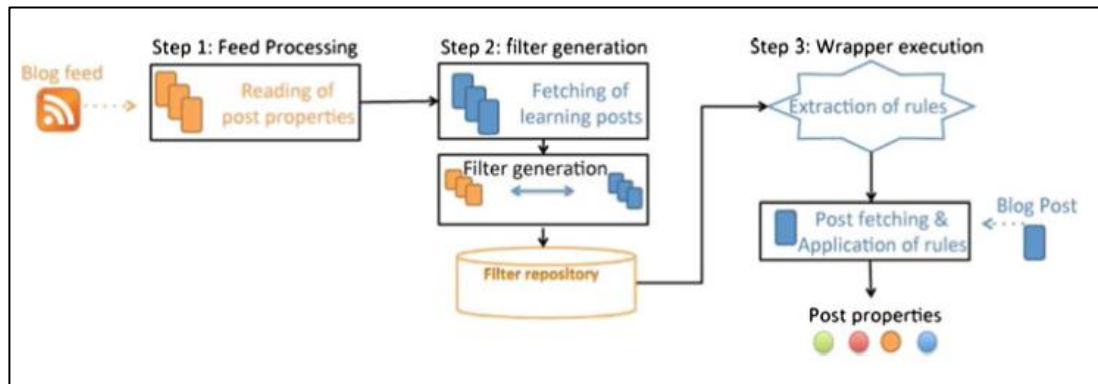 Step 1: Feed Processing
Step 2: filter generation
Step 3: Wrapper execution
Blog feed
Reading of
post properties
Fetching of
learning posts
Extraction of rules
Filter generation
Blog Post
Post fetching &
Application of rules
Filter repository
Post properties